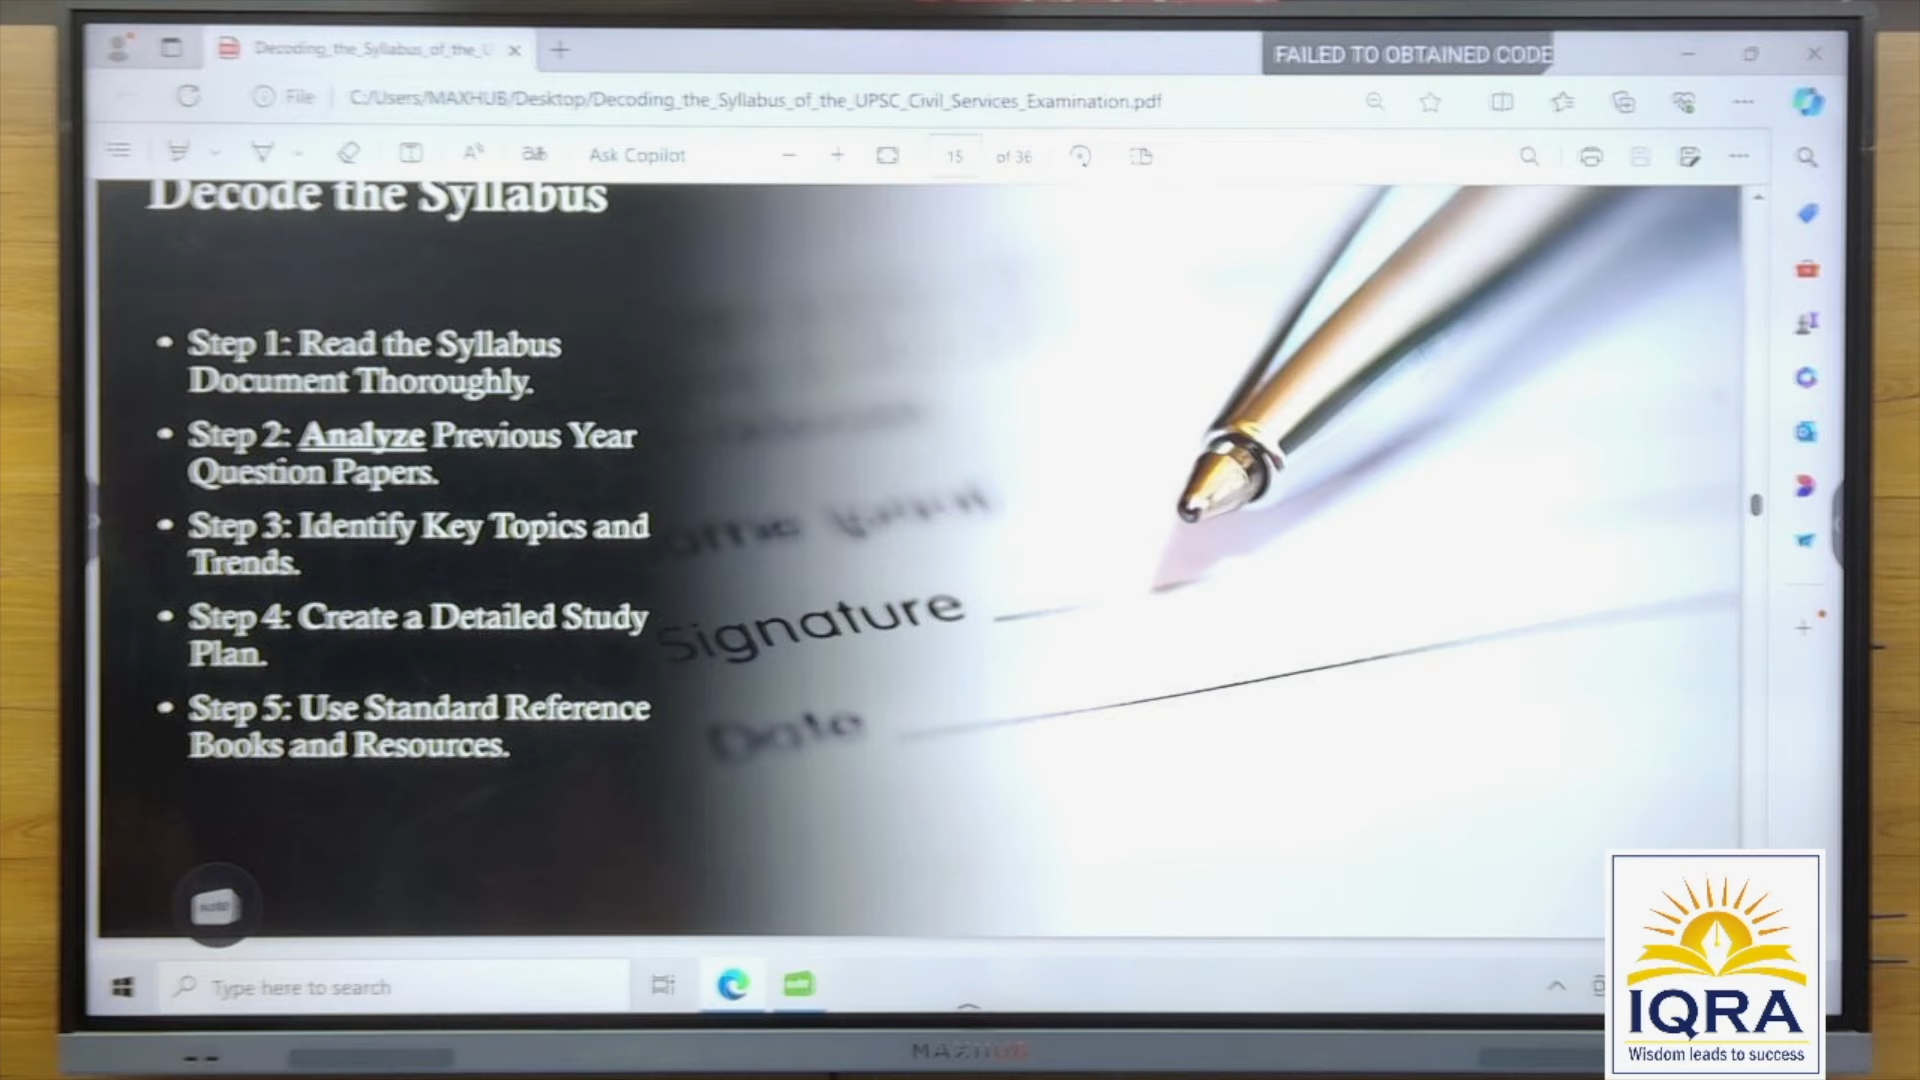 Decoding_the_Syllabus_of_the_U
FAILED TO OBTAINED CODE
File
C:/Users/MAXHUB/Desktop/Decoding_the_Syllabus_of_the_UPSC_Civil_Services_Examination.pdf
Ask Copilot
15 of 36
Decode the Syllabus
• Step 1: Read the Syllabus
Document Thoroughly.
• Step 2: Analyze Previous Year
Question Papers.
• Step 3: Identify Key Topics and
Trends.
• Step 4: Create a Detailed Study
Plan.
• Step 5: Use Standard Reference
Books and Resources.
Signature
Date
note
Type here to search
MAXHUB
IQRA
Wisdom leads to success